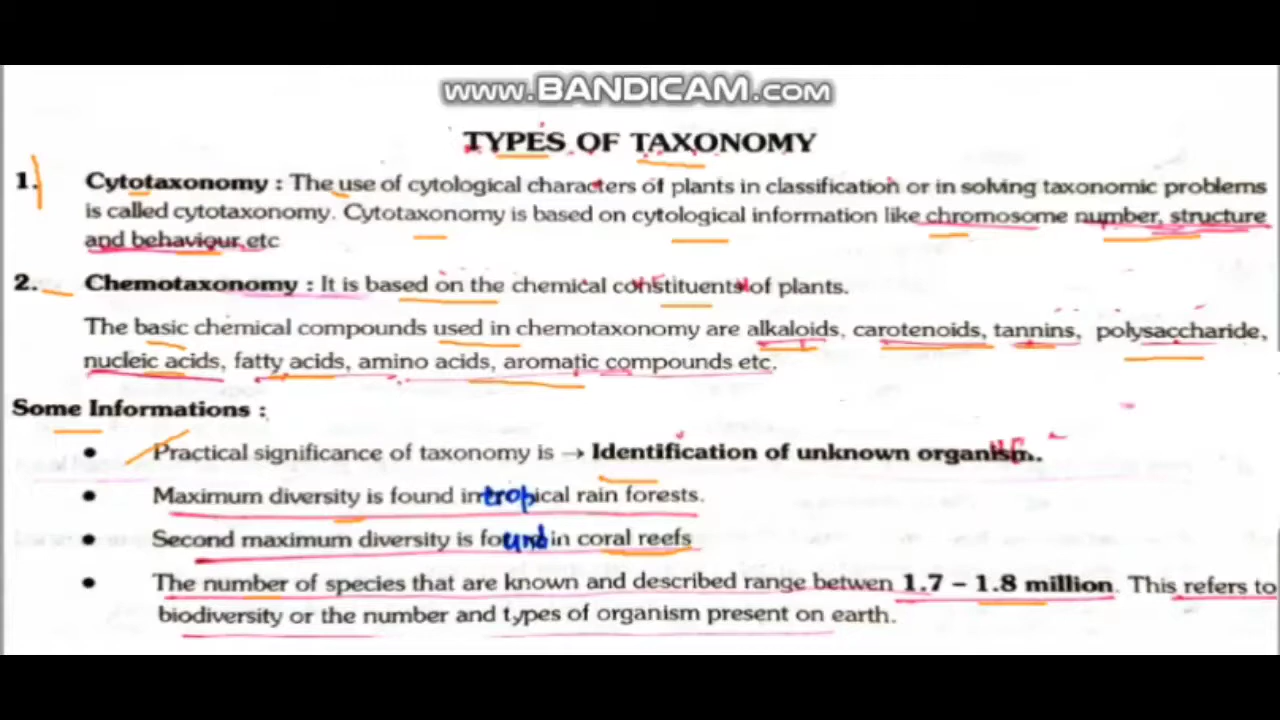 www.BANDICAM.com
TYPES OF TAXONOMY
1. Cytotaxonomy : The use of cytological characters of plants in classification or in solving taxonomic problems
is called cytotaxonomy. Cytotaxonomy is based on cytological information like chromosome number, structure
and behaviour etc
2. Chemotaxonomy : It is based on the chemical constituents of plants.
The basic chemical compounds used in chemotaxonomy are alkaloids, carotenoids, tannins, polysaccharide,
nucleic acids, fatty acids, amino acids, aromatic compounds etc.
Some Informations :
• Practical significance of taxonomy is → Identification of unknown organism.
• Maximum diversity is found in tropical rain forests.
• Second maximum diversity is found in coral reefs
• The number of species that are known and described range betwen 1.7 – 1.8 million. This refers to
biodiversity or the number and types of organism present on earth.